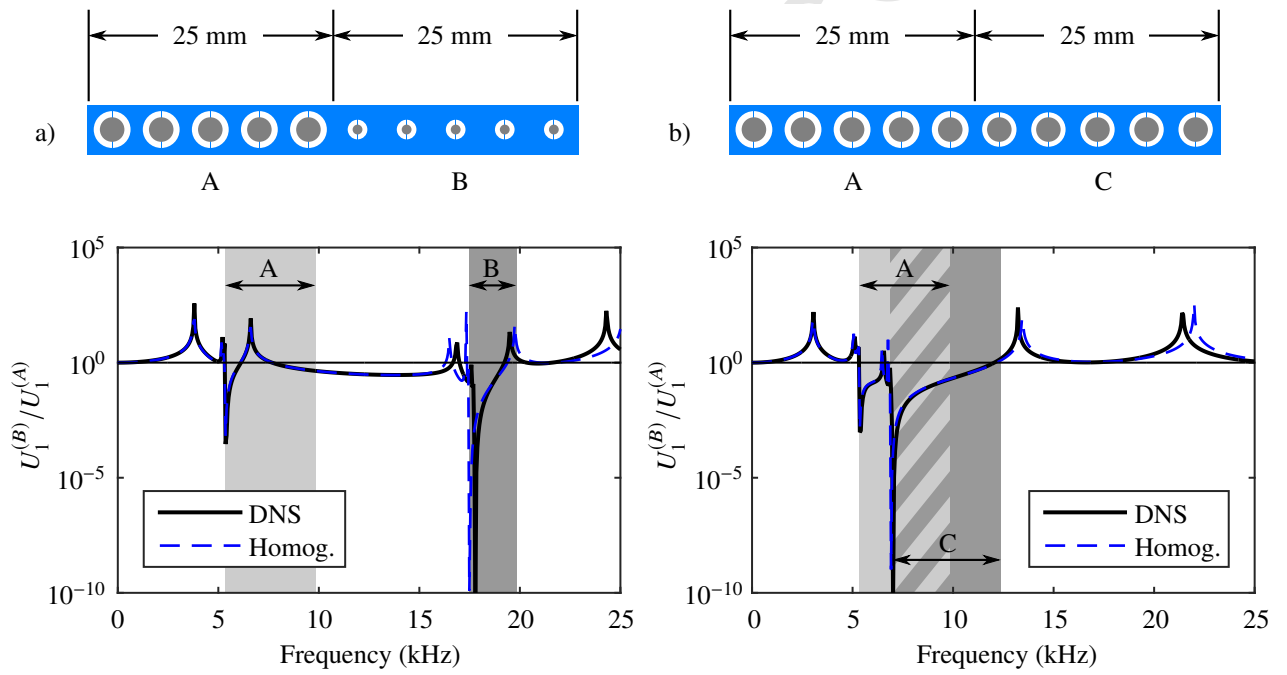 25 mm
25 mm
a)
A
B
25 mm
25 mm
b)
A
C
10^5
10^0
10^-5
10^-10
U_1^(B)/U_1^(A)
A
B
DNS
Homog.
0
5
10
15
20
25
Frequency (kHz)
10^5
10^0
10^-5
10^-10
U_1^(B)/U_1^(A)
A
C
DNS
Homog.
0
5
10
15
20
25
Frequency (kHz)